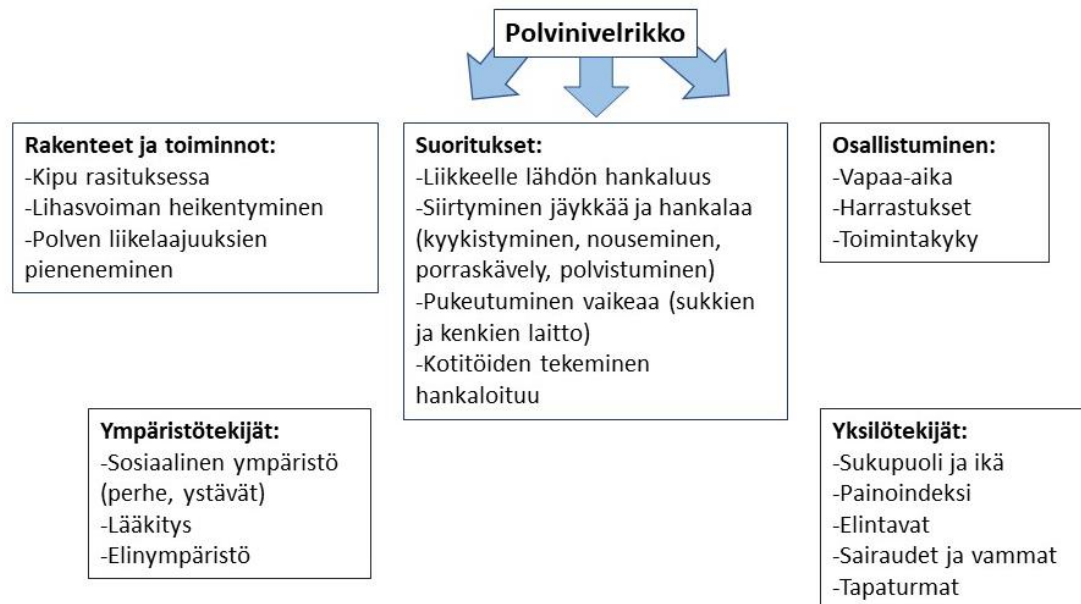 Polvinivelrikko
Rakenteet ja toiminnot:
-Kipu rasituksessa
-Lihasvoiman heikentyminen
-Polven liikelaajuuksien
pieneneminen
Suoritukset:
-Liikkeelle lähdön hankaluus
-Siirtyminen jäykkää ja hankalaa
(kyykistyminen, nouseminen,
porraskävely, polvistuminen)
-Pukeutuminen vaikeaa (sukkien
ja kenkien laitto)
-Kotitöiden tekeminen
hankaloituu
Osallistuminen:
-Vapaa-aika
-Harrastukset
-Toimintakyky
Ympäristötekijät:
-Sosiaalinen ympäristö
(perhe, ystävät)
-Lääkitys
-Elinympäristö
Yksilötekijät:
-Sukupuoli ja ikä
-Painoindeksi
-Elintavat
-Sairaudet ja vammat
-Tapaturmat